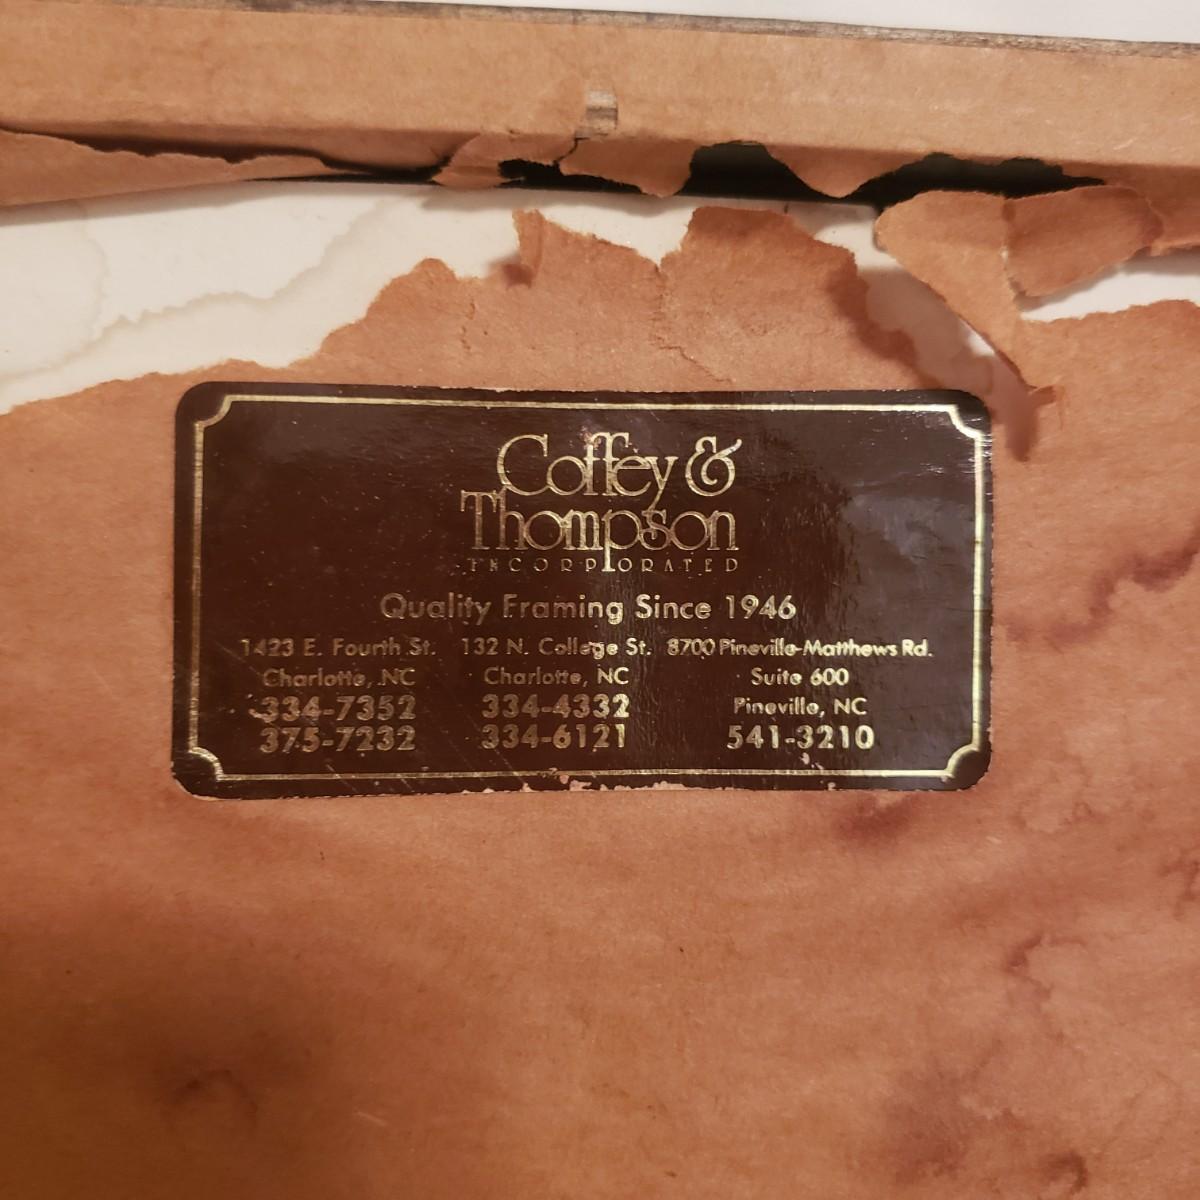 Coffey &
Thompson
INCORPORATED
Quality Framing Since 1946
1423 E. Fourth St. 132 N. College St. 8700 Pineville-Matthews Rd.
Charlotte, NC Charlotte, NC Suite 600
334-7352 334-4332 Pineville, NC
375-7232 334-6121 541-3210